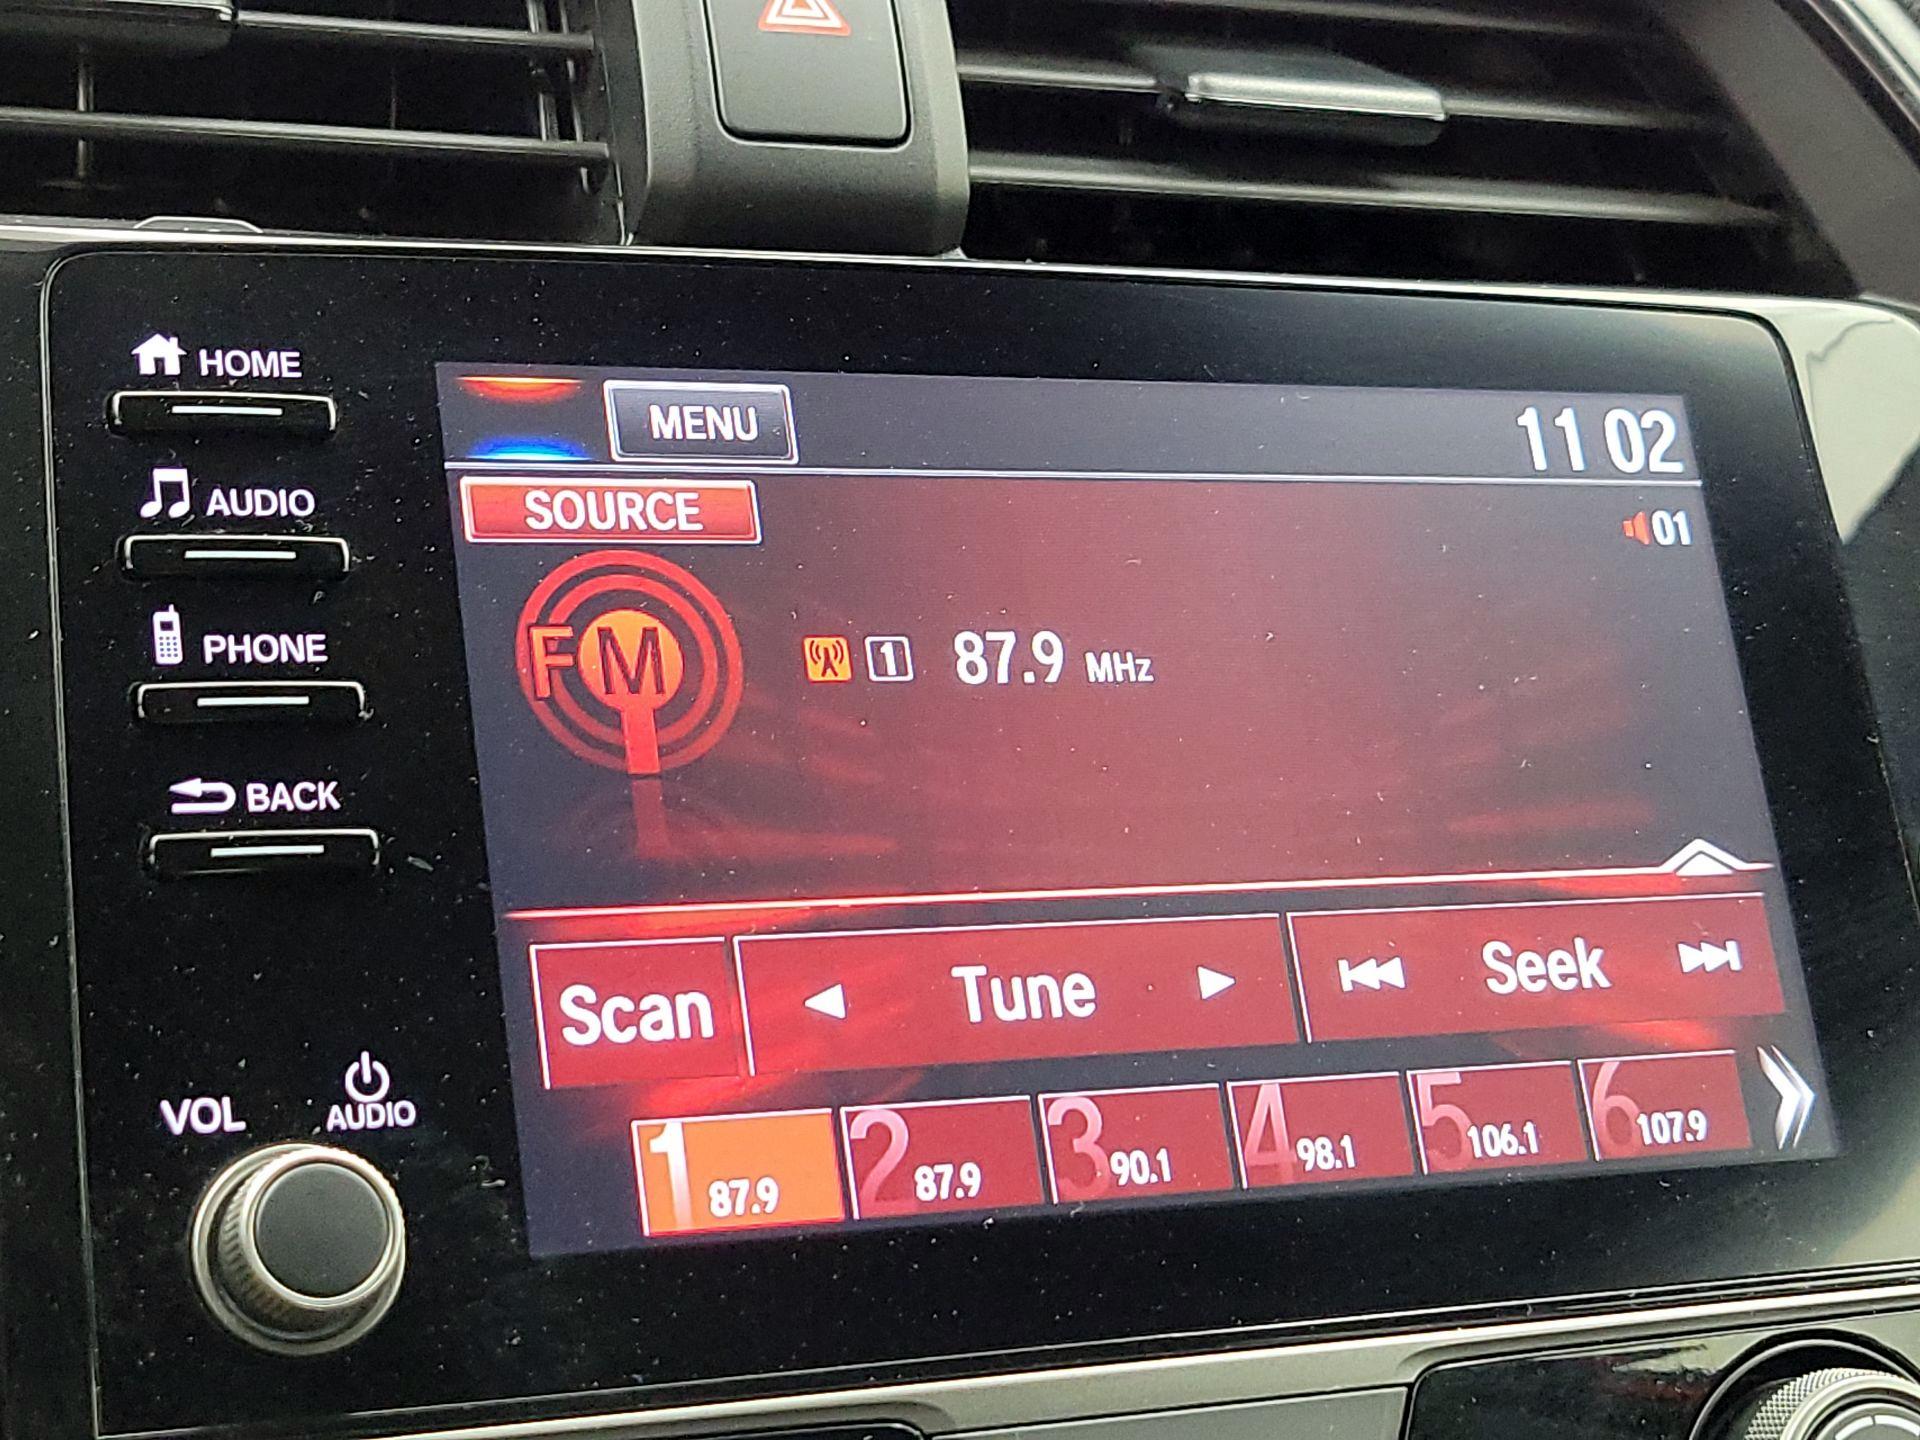 HOME
AUDIO
PHONE
BACK
VOL
AUDIO
MENU
11 02
SOURCE
01
FM
1 87.9 MHz
Scan
Tune
Seek
1 87.9
2 87.9
3 90.1
4 98.1
5 106.1
6 107.9